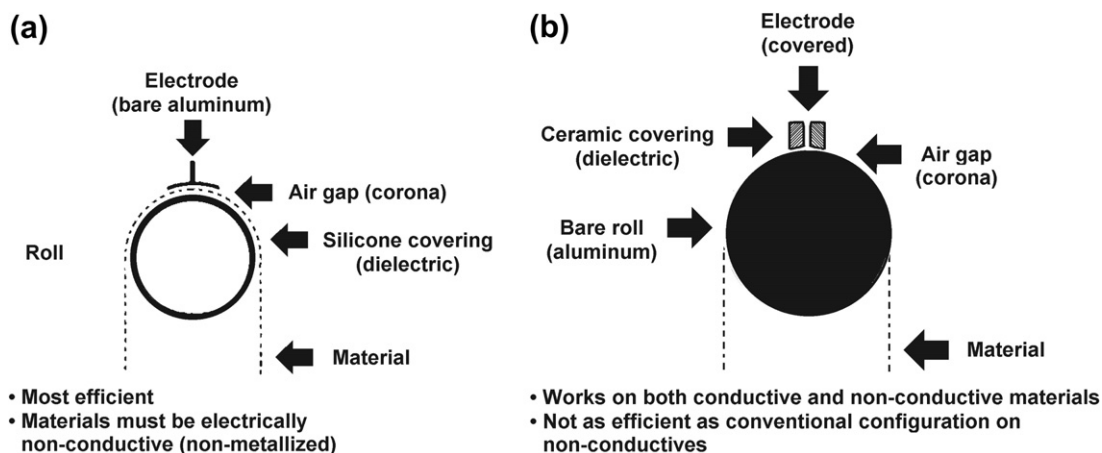 (a)
Electrode
(bare aluminum)
Air gap (corona)
Silicone covering
(dielectric)
Roll
Material
• Most efficient
• Materials must be electrically
non-conductive (non-metallized)
(b)
Electrode
(covered)
Ceramic covering
(dielectric)
Air gap
(corona)
Bare roll
(aluminum)
Material
• Works on both conductive and non-conductive materials
• Not as efficient as conventional configuration on
non-conductives